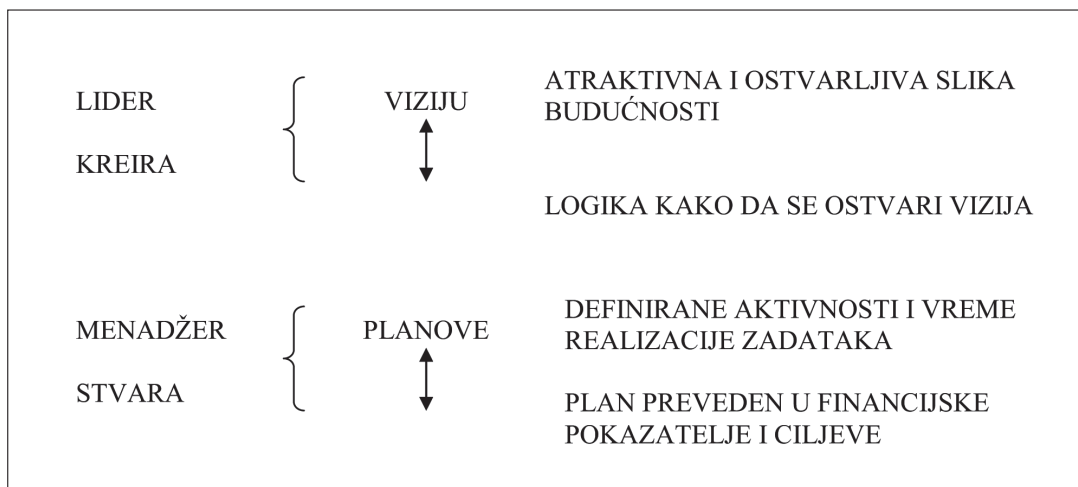 LIDER
KREIRA
VIZIJU
ATRAKTIVNA I OSTVARLJIVA SLIKA
BUDUĆNOSTI
LOGIKA KAKO DA SE OSTVARI VIZIJA
MENADŽER
STVARA
PLANOVE
DEFINIRANE AKTIVNOSTI I VREME
REALIZACIJE ZADATAKA
PLAN PREVEDEN U FINANCIJSKE
POKAZATELJE I CILJEVE